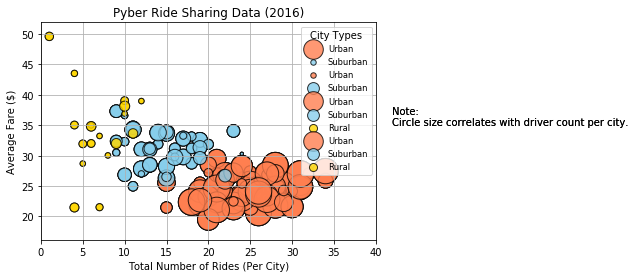 Pyber Ride Sharing Data (2016)
Average Fare ($)
50
45
40
35
30
25
20
0
5
10
15
20
25
30
35
40
Total Number of Rides (Per City)
City Types
Urban
Suburban
Urban
Suburban
Urban
Suburban
Rural
Urban
Suburban
Rural
Note:
Circle size correlates with driver count per city.